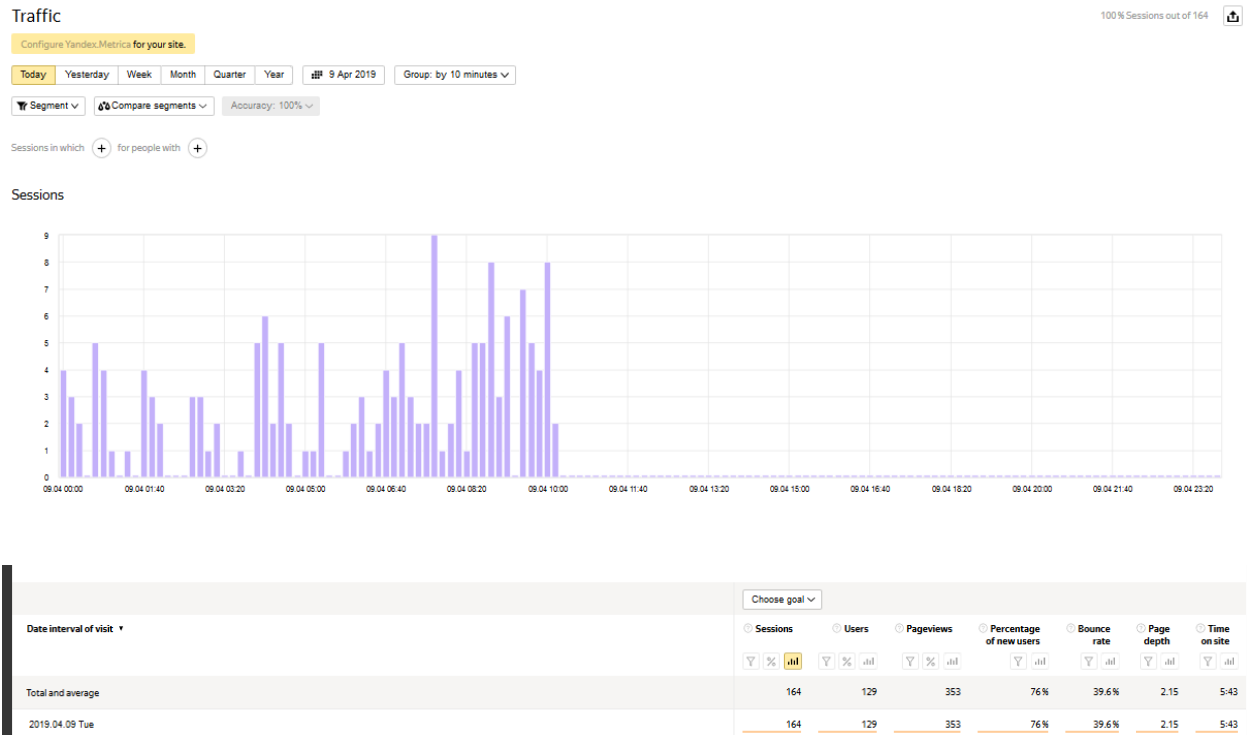 Traffic
100% Sessions out of 164
Configure Yandex.Metrica for your site.
Today Yesterday Week Month Quarter Year 9 Apr 2019 Group: by 10 minutes
Segment Compare segments Accuracy: 100%
Sessions in which + for people with +
Sessions
9
8
7
6
5
4
3
2
1
0
09.04 00:00 09.04 01:40 09.04 03:20 09.04 05:00 09.04 06:40 09.04 08:20 09.04 10:00 09.04 11:40 09.04 13:20 09.04 15:00 09.04 16:40 09.04 18:20 09.04 20:00 09.04 21:40 09.04 23:20
Choose goal
Date interval of visit ? Sessions ? Users ? Pageviews ? Percentage of new users ? Bounce rate ? Page depth ? Time on site
% % %
Total and average 164 129 353 76% 39.6% 2.15 5:43
2019.04.09 Tue 164 129 353 76% 39.6% 2.15 5:43